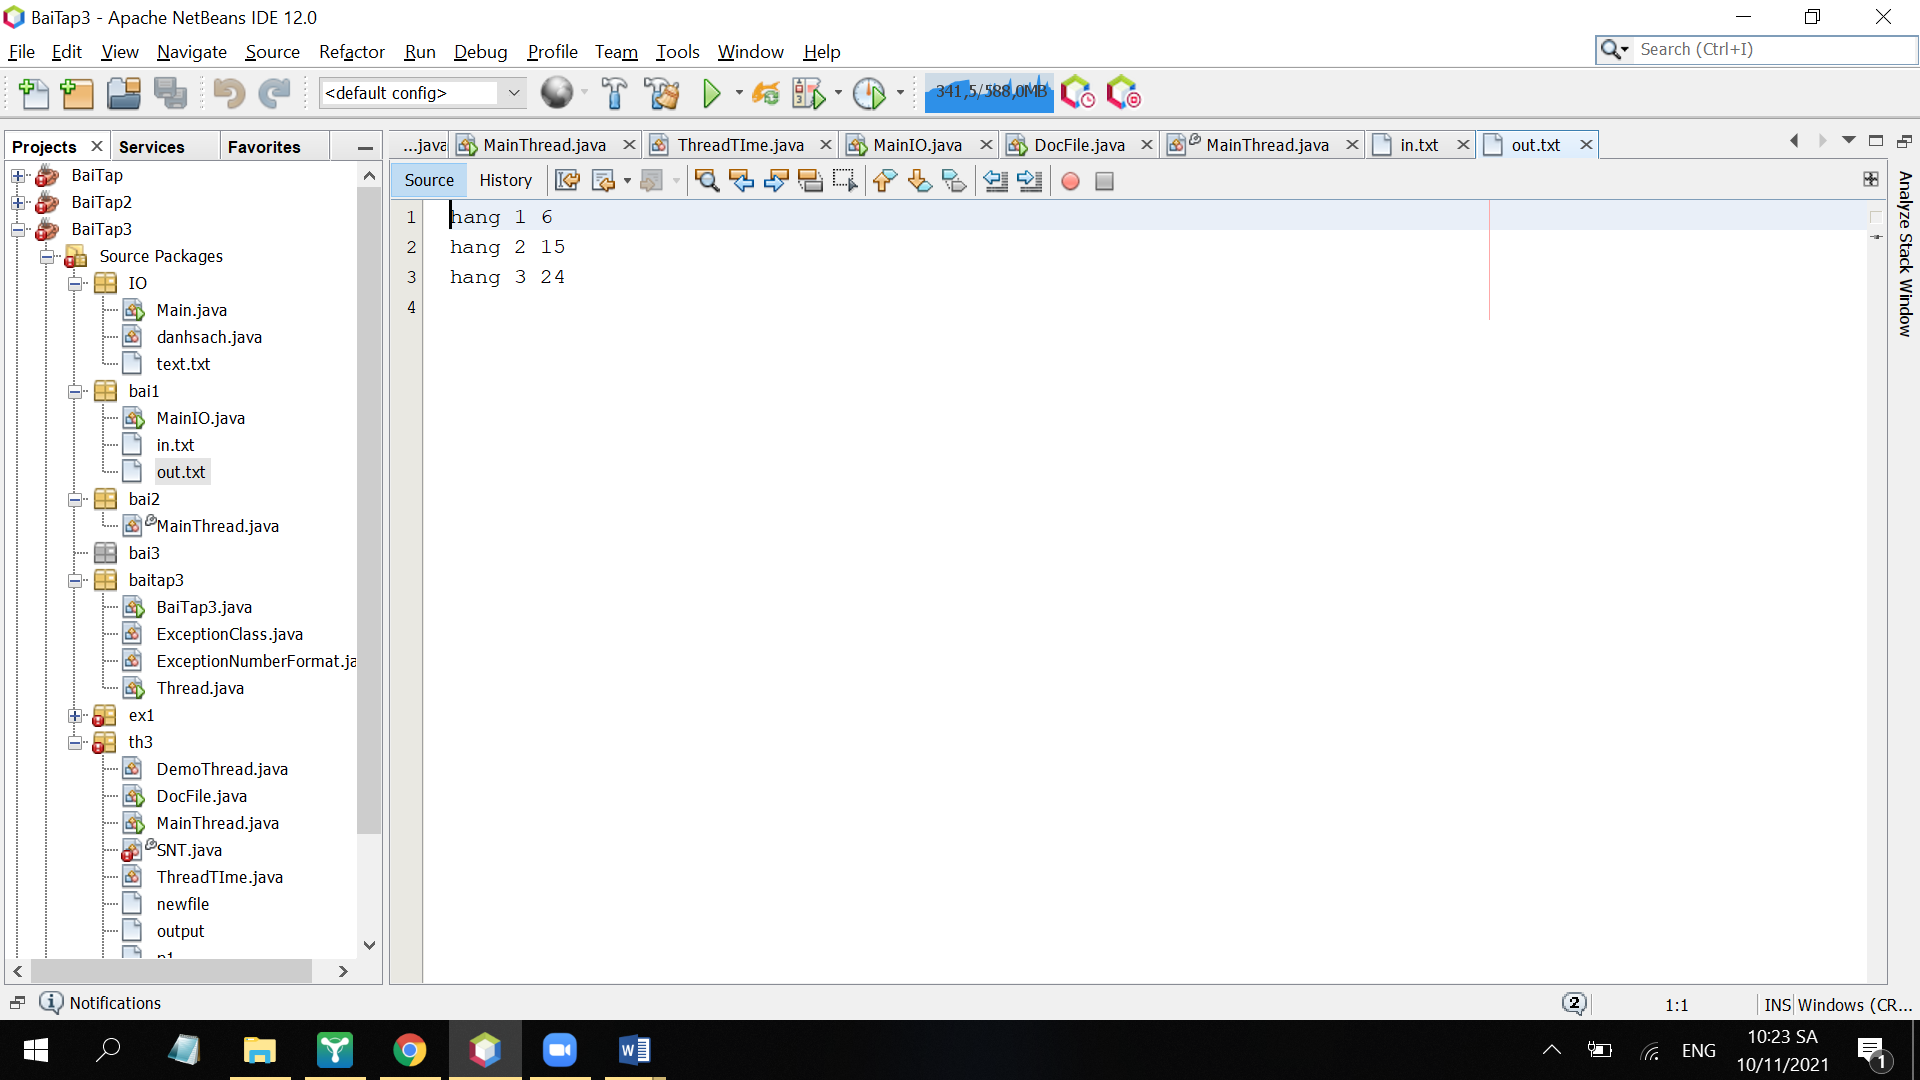 BaiTap3 - Apache NetBeans IDE 12.0
File Edit View Navigate Source Refactor Run Debug Profile Team Tools Window Help
Search (Ctrl+I)
<default config>
341,5/588,0MB
Projects Services Favorites
...java MainThread.java ThreadTIme.java MainIO.java DocFile.java MainThread.java in.txt out.txt
Source History
BaiTap
BaiTap2
BaiTap3
Source Packages
IO
Main.java
danhsach.java
text.txt
bai1
MainIO.java
in.txt
out.txt
bai2
MainThread.java
bai3
baitap3
BaiTap3.java
ExceptionClass.java
ExceptionNumberFormat.ja
Thread.java
ex1
th3
DemoThread.java
DocFile.java
MainThread.java
SNT.java
ThreadTIme.java
newfile
output
1 hang 1 6
2 hang 2 15
3 hang 3 24
4
Analyze Stack Window
Notifications
2
1:1
INS
Windows (CR...
ENG
10:23 SA
10/11/2021
1